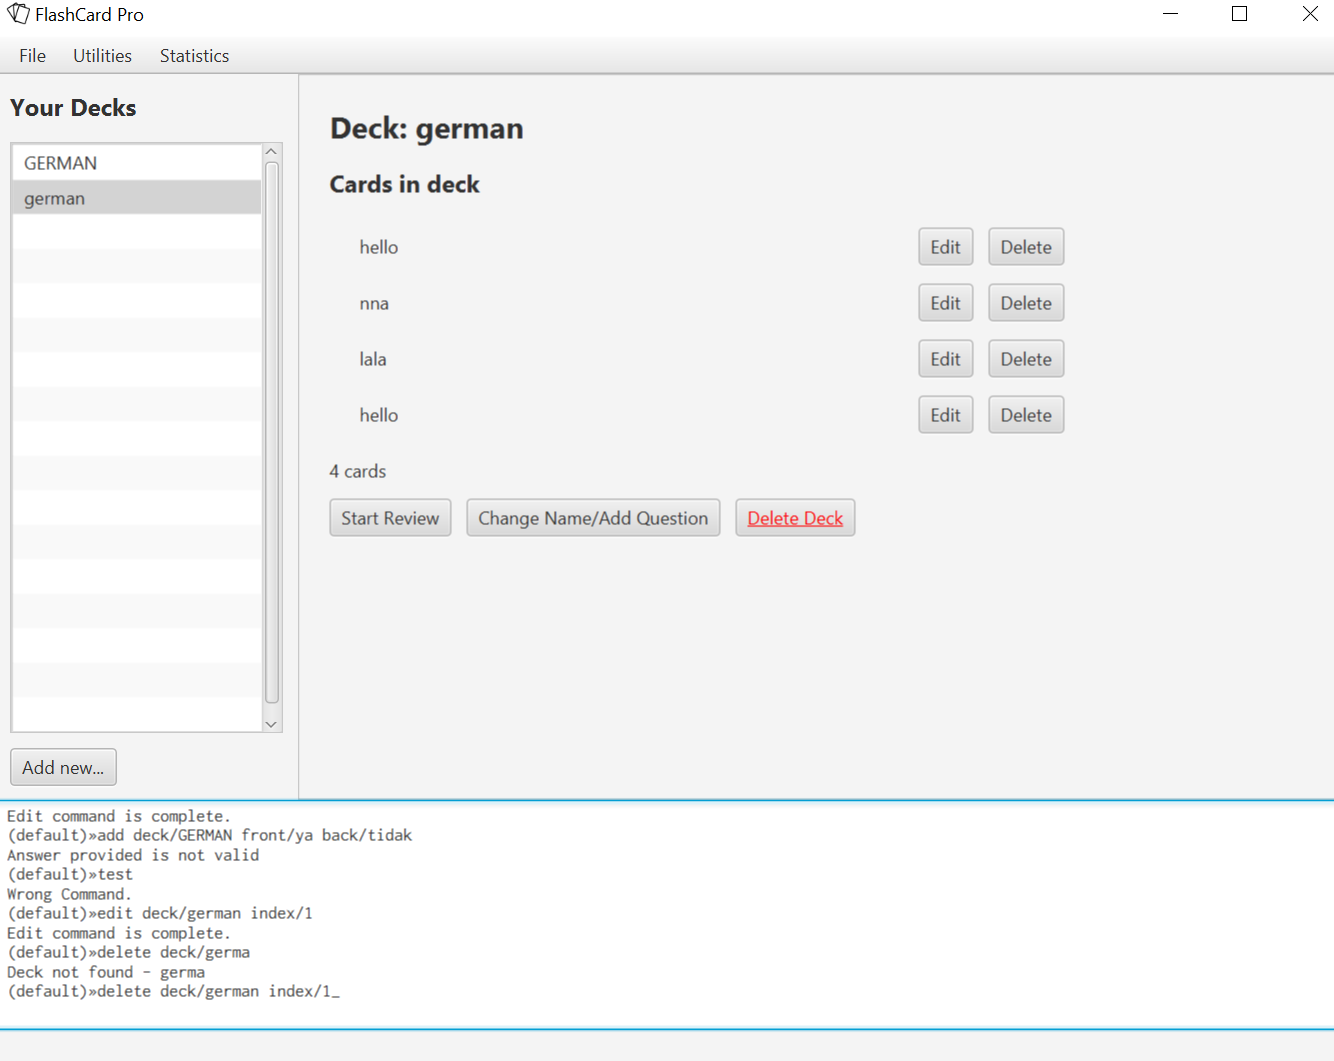 FlashCard Pro
File Utilities Statistics
Your Decks
GERMAN
german
Add new...
Deck: german
Cards in deck
hello Edit Delete
nna Edit Delete
lala Edit Delete
hello Edit Delete
4 cards
Start Review Change Name/Add Question Delete Deck
Edit command is complete.
(default)»add deck/GERMAN front/ya back/tidak
Answer provided is not valid
(default)»test
Wrong Command.
(default)»edit deck/german index/1
Edit command is complete.
(default)»delete deck/germa
Deck not found - germa
(default)»delete deck/german index/1_